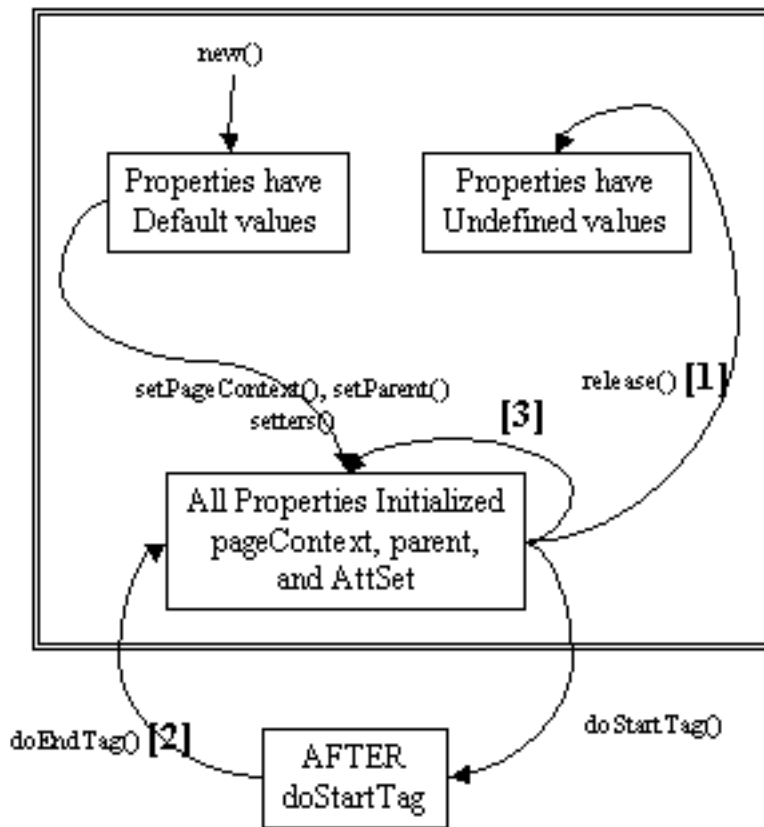 new()
Properties have
Default values
Properties have
Undefined values
setPageContext(), setParent()
setters()
release() [1]
[3]
All Properties Initialized
pageContext, parent,
and AttSet
doEndTag() [2]
doStartTag()
AFTER
doStartTag